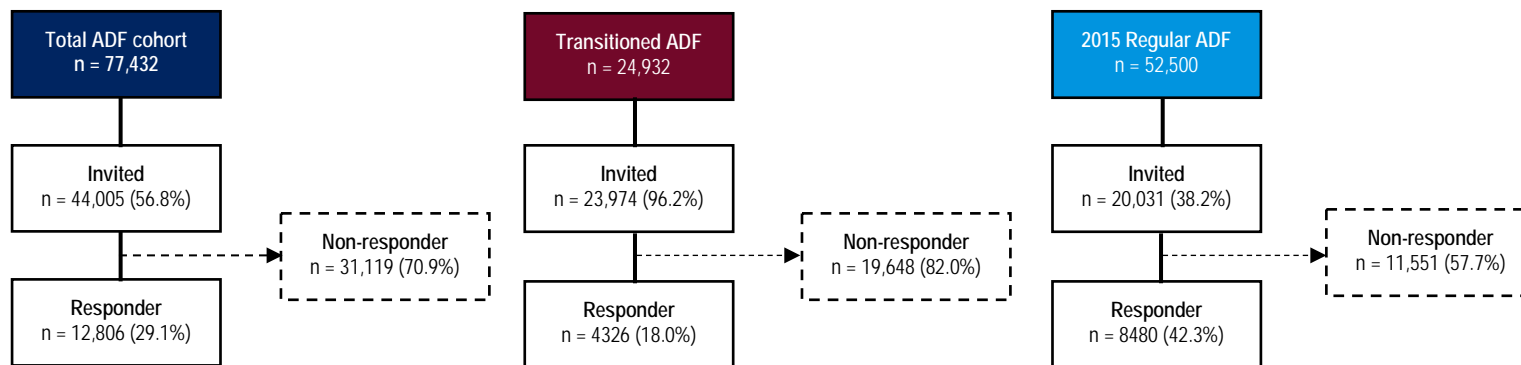 Total ADF cohort
n = 77,432
Invited
n = 44,005 (56.8%)
Non-responder
n = 31,119 (70.9%)
Responder
n = 12,806 (29.1%)
Transitioned ADF
n = 24,932
Invited
n = 23,974 (96.2%)
Non-responder
n = 19,648 (82.0%)
Responder
n = 4326 (18.0%)
2015 Regular ADF
n = 52,500
Invited
n = 20,031 (38.2%)
Non-responder
n = 11,551 (57.7%)
Responder
n = 8480 (42.3%)